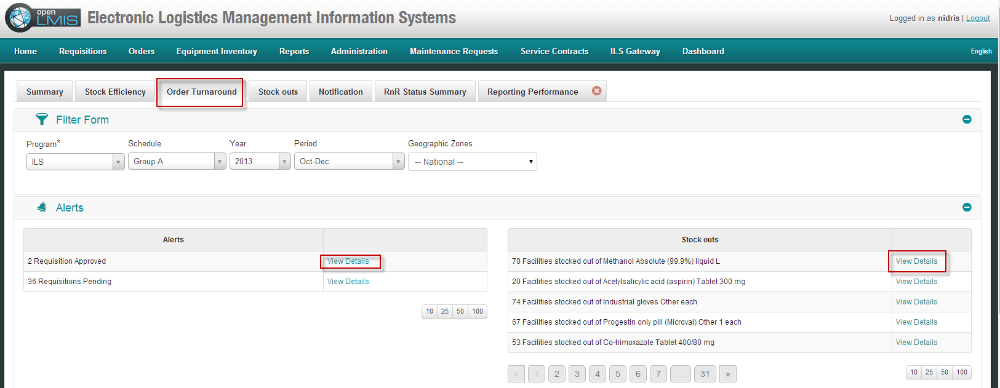 open LMIS Electronic Logistics Management Information Systems
Logged in as nidris | Logout
Home Requisitions Orders Equipment Inventory Reports Administration Maintenance Requests Service Contracts ILS Gateway Dashboard English
Summary Stock Efficiency Order Turnaround Stock outs Notification RnR Status Summary Reporting Performance
Filter Form
Program* Schedule Year Period Geographic Zones
ILS Group A 2013 Oct-Dec -- National --
Alerts
Alerts
2 Requisition Approved View Details
36 Requisitions Pending View Details
10 25 50 100
Stock outs
70 Facilities stocked out of Methanol Absolute (99.9%) liquid L View Details
20 Facilities stocked out of Acetylsalicylic acid (aspirin) Tablet 300 mg View Details
74 Facilities stocked out of Industrial gloves Other each View Details
67 Facilities stocked out of Progestin only pill (Microval) Other 1 each View Details
53 Facilities stocked out of Co-trimoxazole Tablet 400/80 mg View Details
« 1 2 3 4 5 6 7 ... 31 » 10 25 50 100